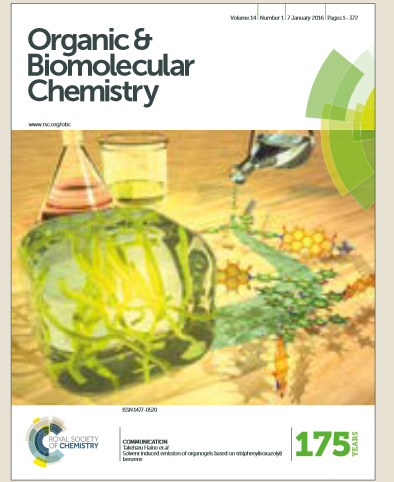 Volume 14 | Number 1 | 7 January 2016 | Pages 1–372
Organic &
Biomolecular
Chemistry
www.rsc.org/obc
ISSN 1477-0520
ROYAL SOCIETY
OF CHEMISTRY
COMMUNICATION
Takeharu Haino et al.
Solvent-induced emission of organogels based on tris(phenylisoxazolyl)
benzene
175 YEARS